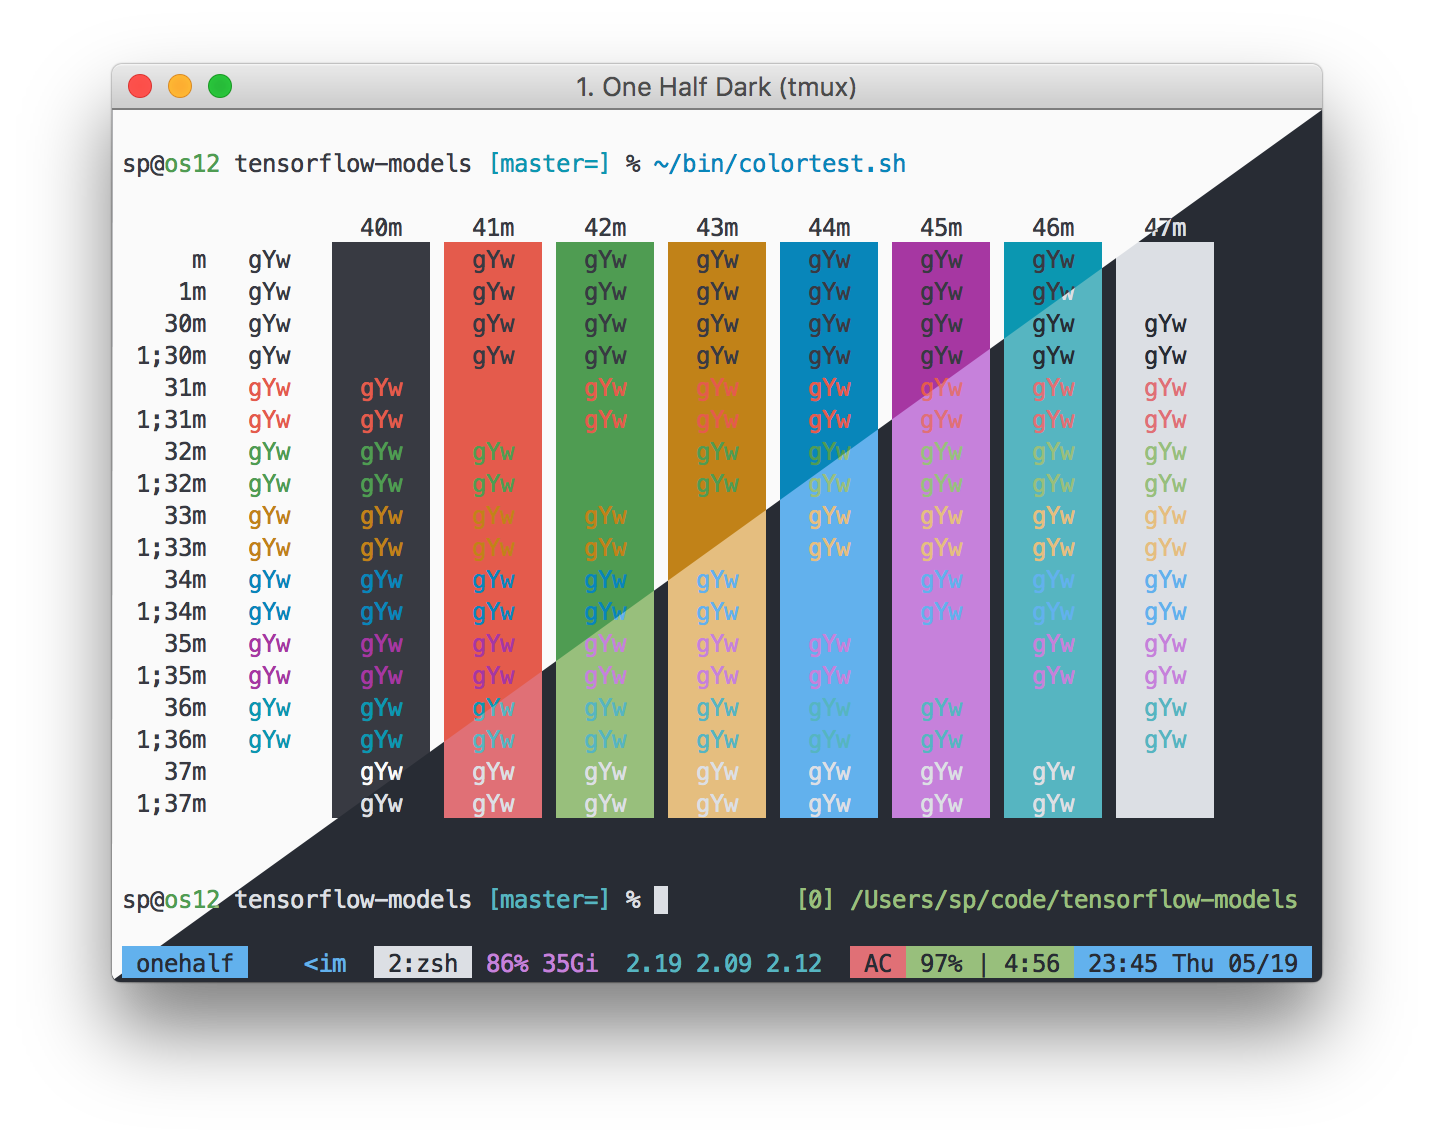 1. One Half Dark (tmux)
sp@os12 tensorflow-models [master=] % ~/bin/colortest.sh
40m 41m 42m 43m 44m 45m 46m 47m
m gYw gYw gYw gYw gYw gYw gYw
1m gYw gYw gYw gYw gYw gYw gYw
30m gYw gYw gYw gYw gYw gYw gYw gYw
1;30m gYw gYw gYw gYw gYw gYw gYw gYw
31m gYw gYw gYw gYw gYw gYw gYw gYw
1;31m gYw gYw gYw gYw gYw gYw gYw gYw
32m gYw gYw gYw gYw gYw gYw gYw gYw
1;32m gYw gYw gYw gYw gYw gYw gYw gYw
33m gYw gYw gYw gYw gYw gYw gYw gYw
1;33m gYw gYw gYw gYw gYw gYw gYw gYw
34m gYw gYw gYw gYw gYw gYw gYw gYw
1;34m gYw gYw gYw gYw gYw gYw gYw gYw
35m gYw gYw gYw gYw gYw gYw gYw gYw
1;35m gYw gYw gYw gYw gYw gYw gYw gYw
36m gYw gYw gYw gYw gYw gYw gYw gYw
1;36m gYw gYw gYw gYw gYw gYw gYw gYw
37m gYw gYw gYw gYw gYw gYw gYw
1;37m gYw gYw gYw gYw gYw gYw gYw
sp@os12 tensorflow-models [master=] % [0] /Users/sp/code/tensorflow-models
onehalf <im 2:zsh 86% 35Gi 2.19 2.09 2.12 AC 97% | 4:56 23:45 Thu 05/19